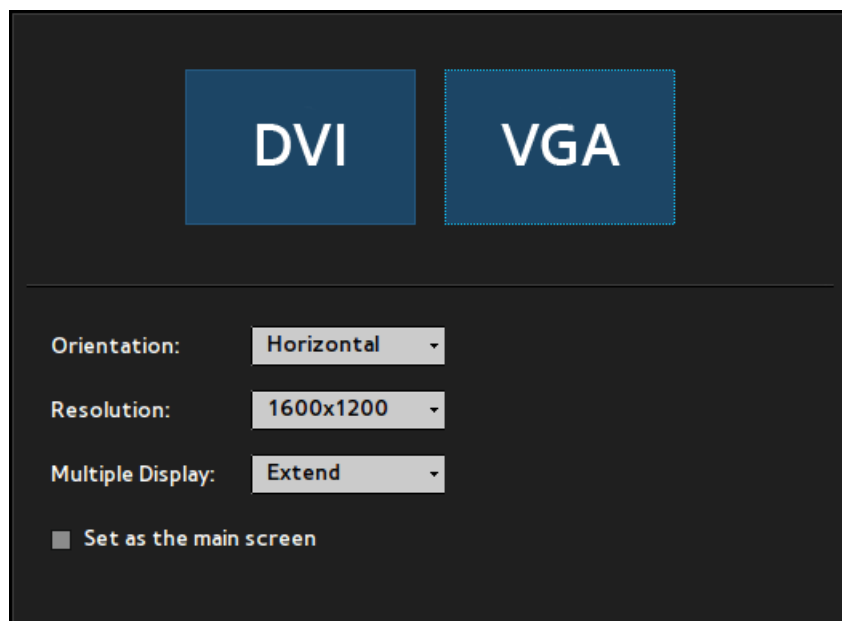 DVI VGA
Orientation: Horizontal
Resolution: 1600x1200
Multiple Display: Extend
Set as the main screen